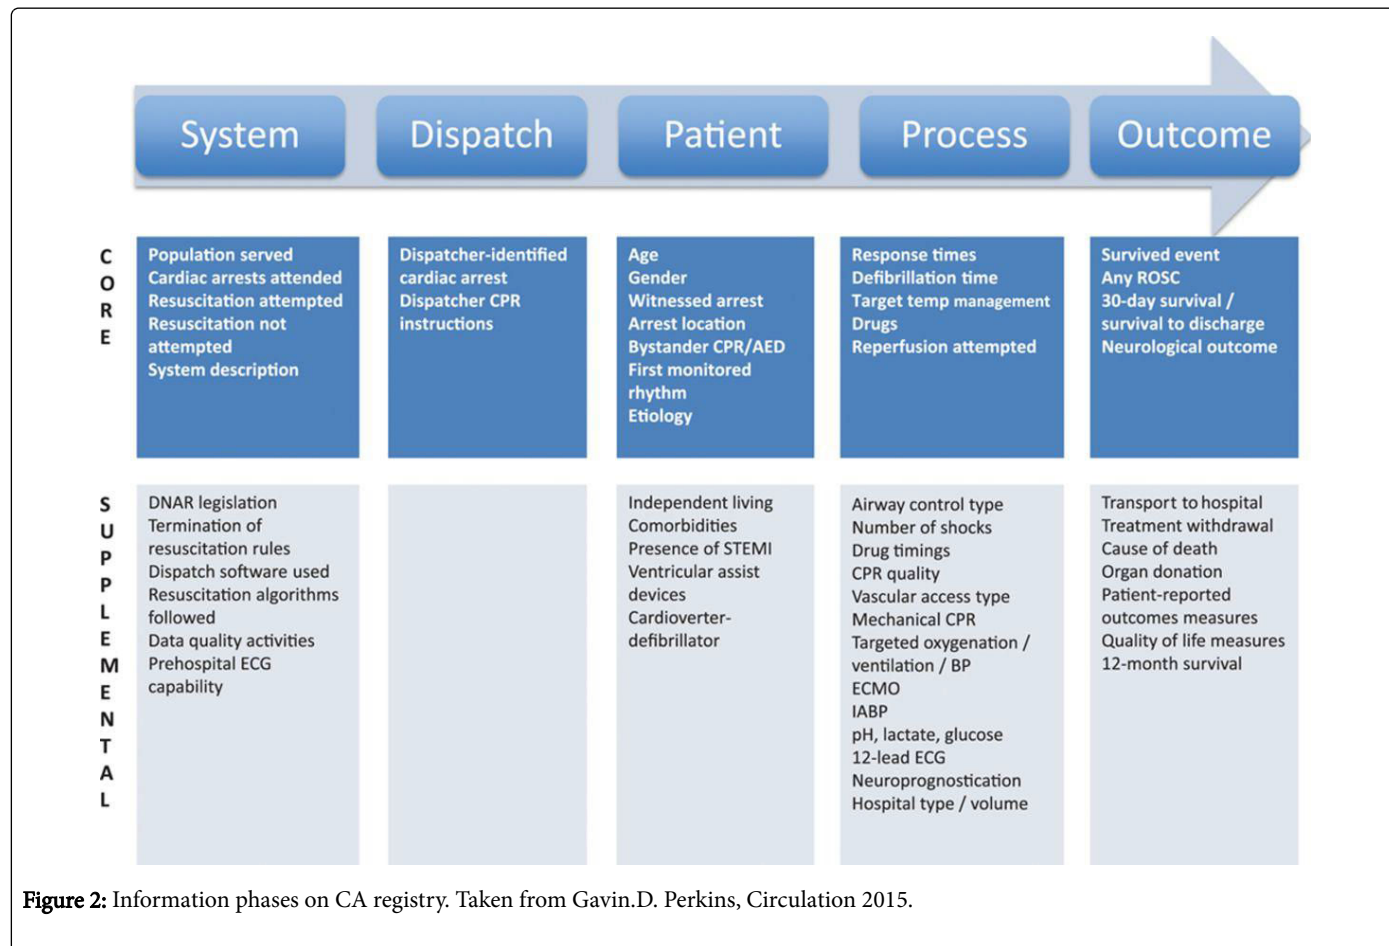 System
Dispatch
Patient
Process
Outcome
CORE
Population served
Cardiac arrests attended
Resuscitation attempted
Resuscitation not
attempted
System description
Dispatcher-identified
cardiac arrest
Dispatcher CPR
instructions
Age
Gender
Witnessed arrest
Arrest location
Bystander CPR/AED
First monitored
rhythm
Etiology
Response times
Defibrillation time
Target temp management
Drugs
Reperfusion attempted
Survived event
Any ROSC
30-day survival /
survival to discharge
Neurological outcome
SUPPLEMENTAL
DNAR legislation
Termination of
resuscitation rules
Dispatch software used
Resuscitation algorithms
followed
Data quality activities
Prehospital ECG
capability
Independent living
Comorbidities
Presence of STEMI
Ventricular assist
devices
Cardioverter-
defibrillator
Airway control type
Number of shocks
Drug timings
CPR quality
Vascular access type
Mechanical CPR
Targeted oxygenation /
ventilation / BP
ECMO
IABP
pH, lactate, glucose
12-lead ECG
Neuroprognostication
Hospital type / volume
Transport to hospital
Treatment withdrawal
Cause of death
Organ donation
Patient-reported
outcomes measures
Quality of life measures
12-month survival
Figure 2: Information phases on CA registry. Taken from Gavin.D. Perkins, Circulation 2015.